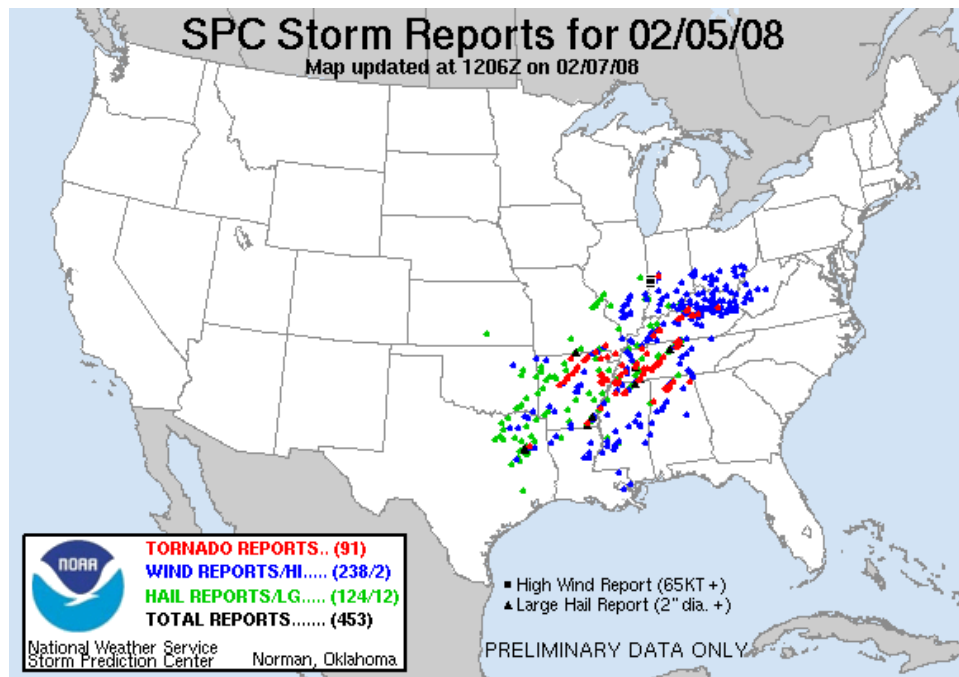 SPC Storm Reports for 02/05/08
Map updated at 1206Z on 02/07/08
NOAA
TORNADO REPORTS.. (91)
WIND REPORTS/HI..... (238/2)
HAIL REPORTS/LG..... (124/12)
TOTAL REPORTS....... (453)
National Weather Service
Storm Prediction Center Norman, Oklahoma
High Wind Report (65KT +)
Large Hail Report (2" dia. +)
PRELIMINARY DATA ONLY